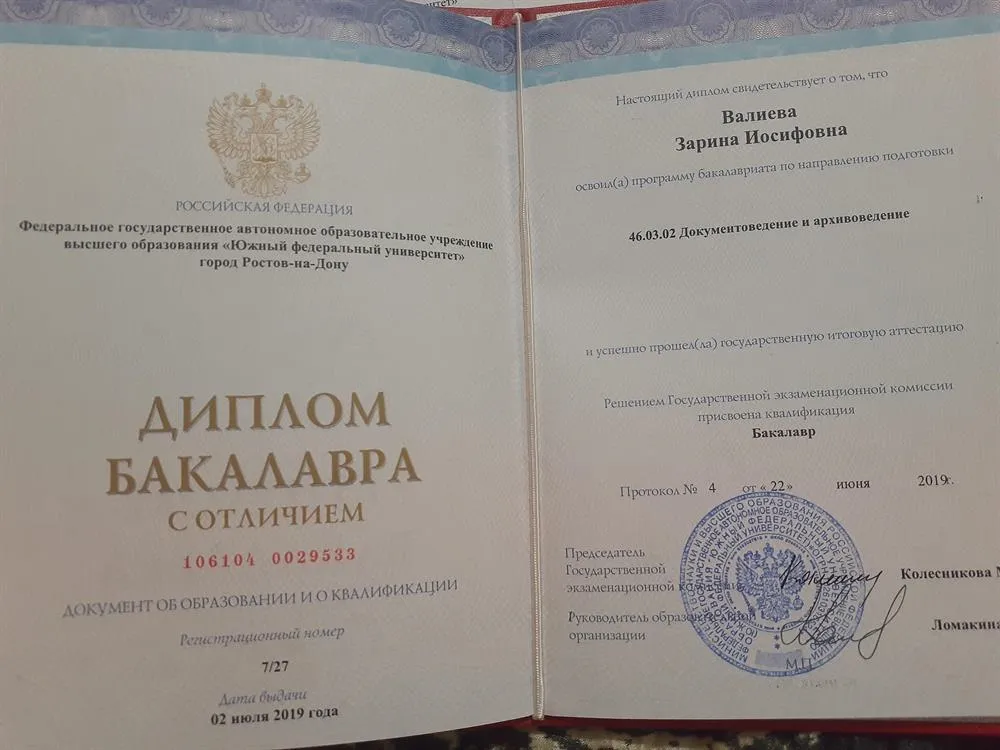 РОССИЙСКАЯ ФЕДЕРАЦИЯ
Федеральное государственное автономное образовательное учреждение
высшего образования «Южный федеральный университет»
город Ростов-на-Дону
ДИПЛОМ
БАКАЛАВРА
С ОТЛИЧИЕМ
106104 0029533
ДОКУМЕНТ ОБ ОБРАЗОВАНИИ И О КВАЛИФИКАЦИИ
Регистрационный номер
7/27
Дата выдачи
02 июля 2019 года
Настоящий диплом свидетельствует о том, что
Валиева
Зарина Иосифовна
освоил(а) программу бакалавриата по направлению подготовки
46.03.02 Документоведение и архивоведение
и успешно прошел(ла) государственную итоговую аттестацию
Решением Государственной экзаменационной комиссии
присвоена квалификация
Бакалавр
Протокол № 4 от « 22» июня 2019г.
Председатель
Государственной
экзаменационной
Колесникова
Руководитель
организации
Ломакина
М.П.